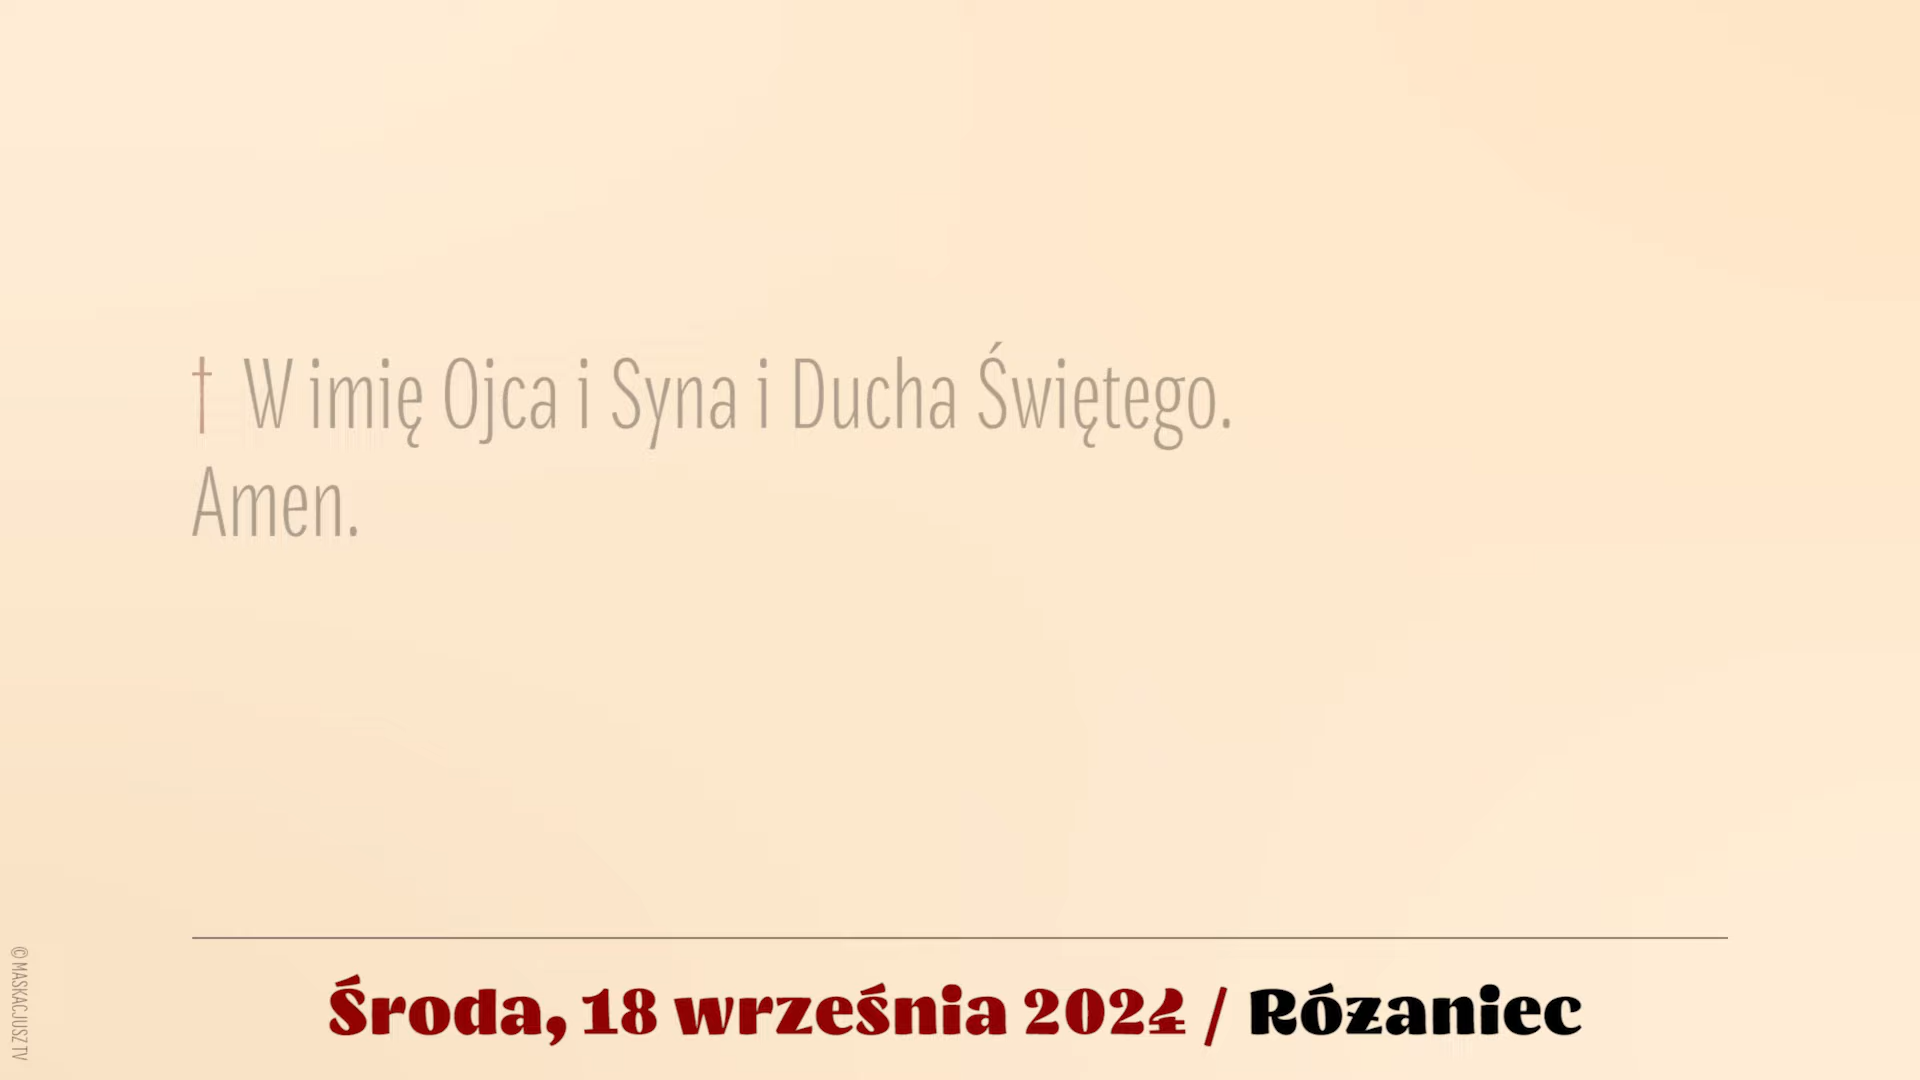 † W imię Ojca i Syna i Ducha Świętego.
Amen.
Środa, 18 września 2024 / Różaniec
© MASKACJUSZ TV